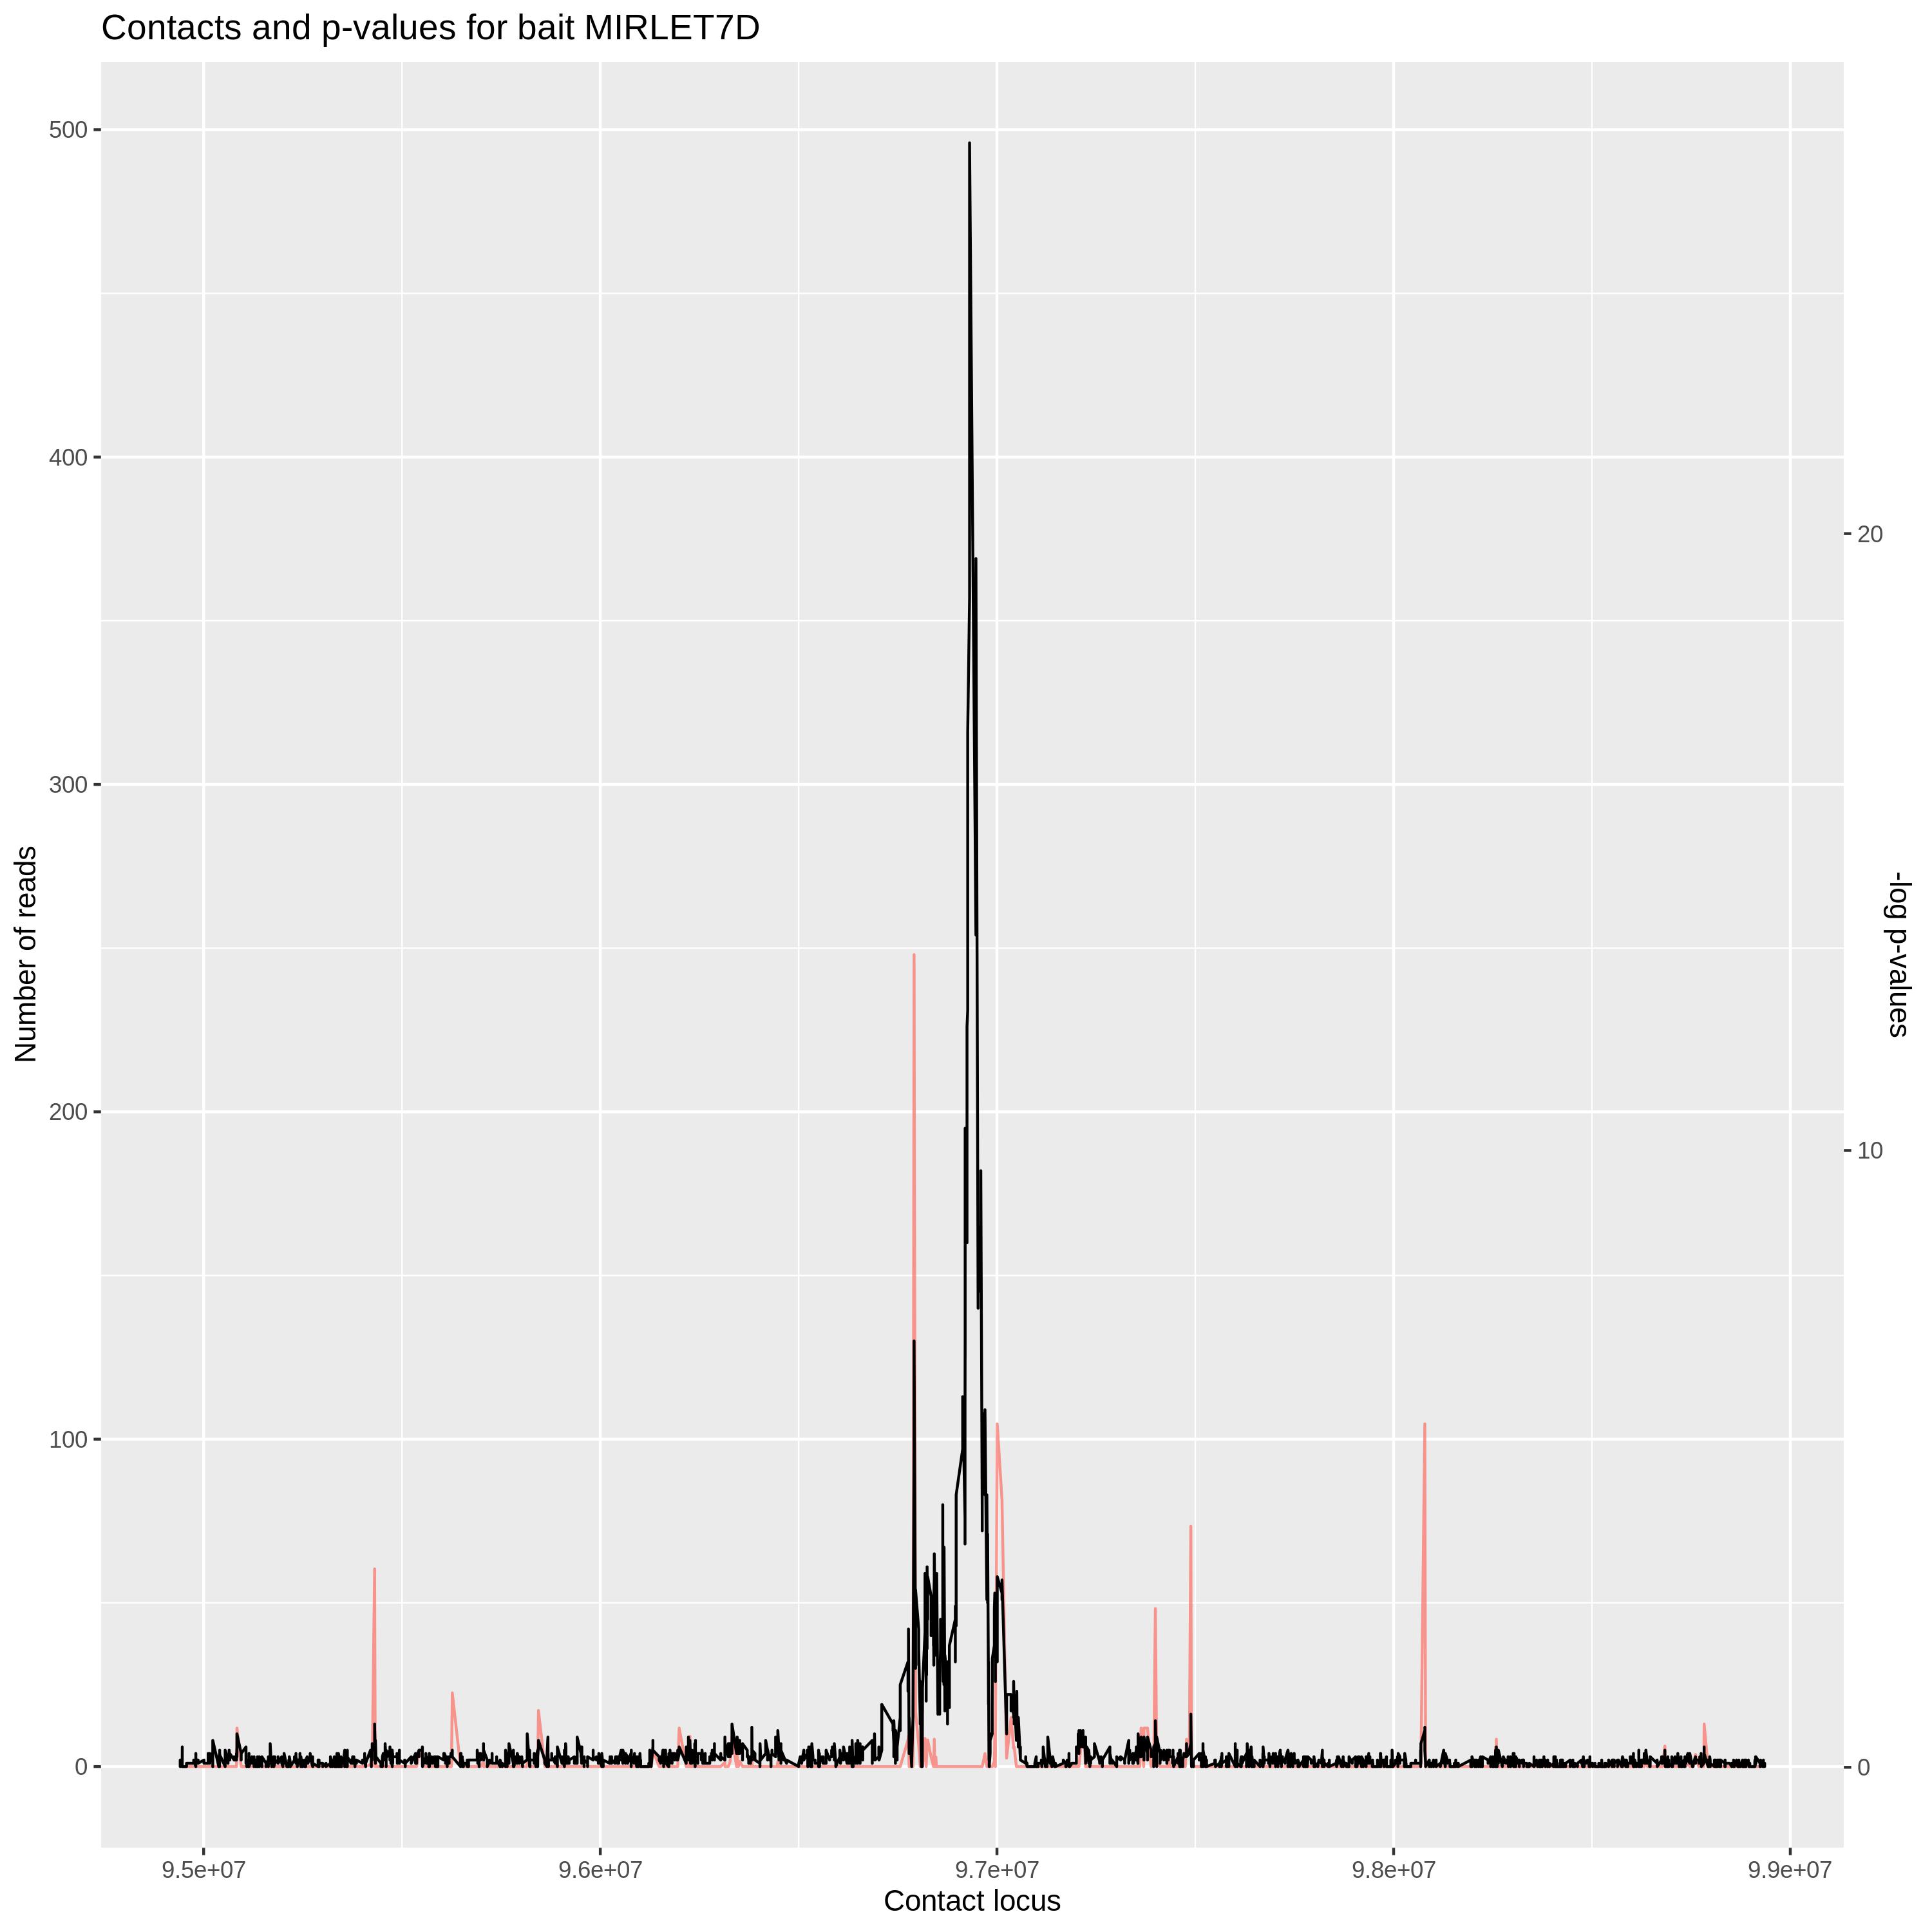 Contacts and p-values for bait MIRLET7D
500
400
300
200
100
0
Number of reads
20
10
0
-log p-values
9.5e+07
9.6e+07
9.7e+07
9.8e+07
9.9e+07
Contact locus